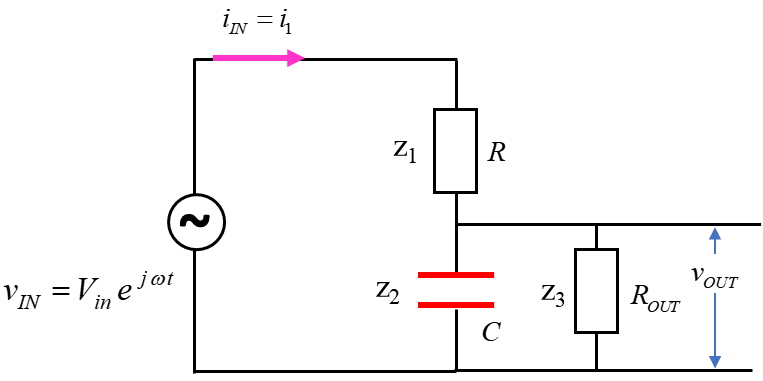 i_IN = i_1
z_1 R
v_IN = V_in e^{jωt}
~
z_2 C
z_3 R_OUT
v_OUT